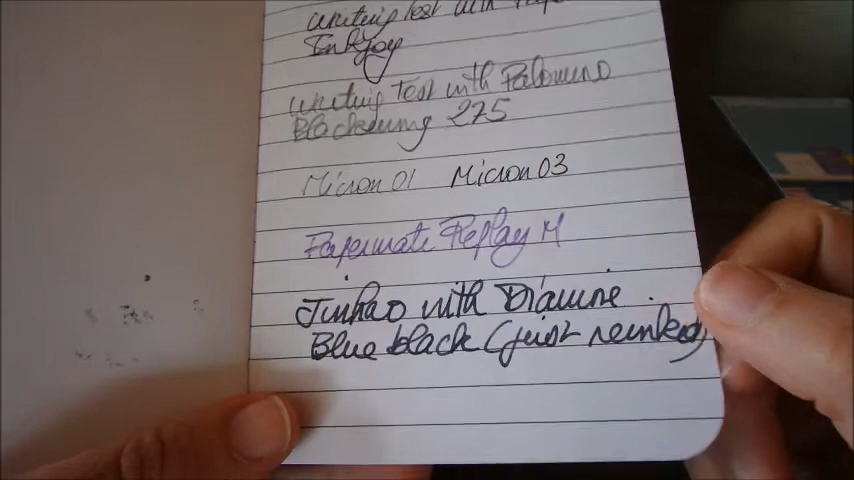 writing test with
Inkjoy
writing Test with Palomino
Blackwing 275
Micron 01 Micron 03
Papermate Replay M
Jinhao with Diamine
Blue black (just reinked)